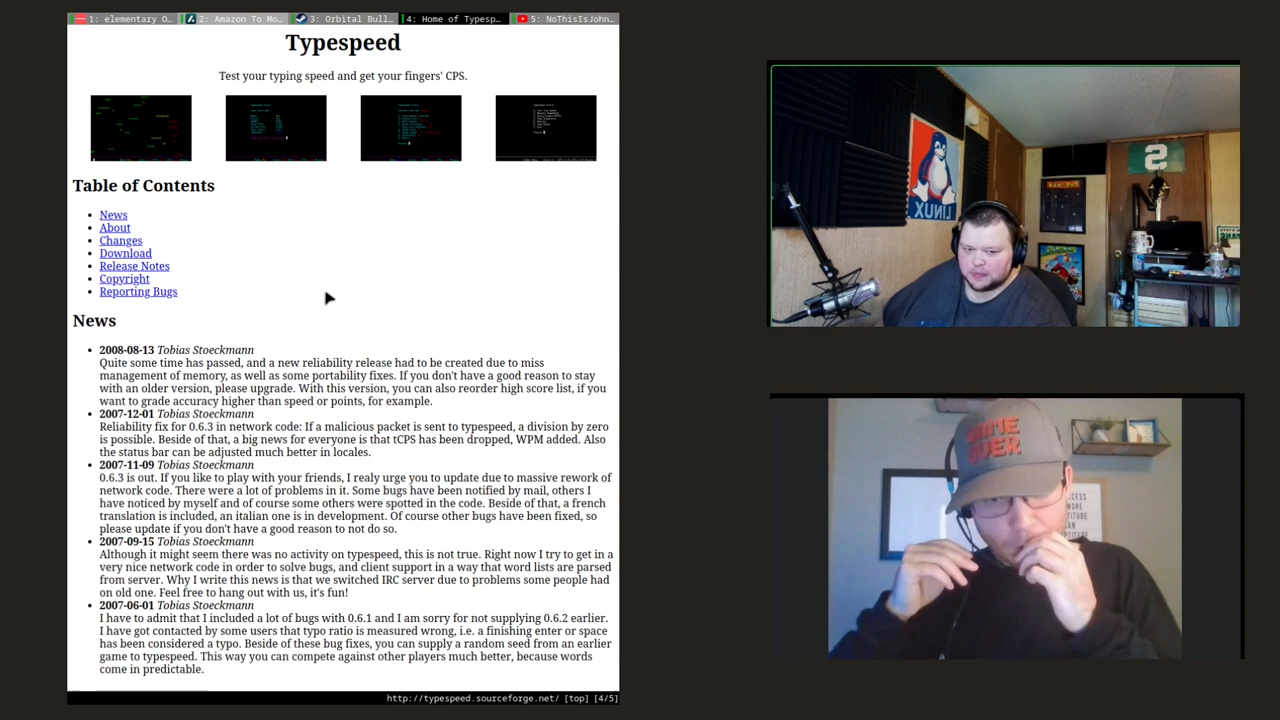 1: elementary O…
2: Amazon To Mo…
3: Orbital Bull…
4: Home of Typesp…
5: NoThisIsJohn…
Typespeed
Test your typing speed and get your fingers' CPS.
Table of Contents
News
About
Changes
Download
Release Notes
Copyright
Reporting Bugs
News
2008-08-13 Tobias Stoeckmann
Quite some time has passed, and a new reliability release had to be created due to miss
management of memory, as well as some portability fixes. If you don't have a good reason to stay
with an older version, please upgrade. With this version, you can also reorder high score list, if you
want to grade accuracy higher than speed or points, for example.
2007-12-01 Tobias Stoeckmann
Reliability fix for 0.6.3 in network code: If a malicious packet is sent to typespeed, a division by zero
is possible. Beside of that, a big news for everyone is that tCPS has been dropped, WPM added. Also
the status bar can be adjusted much better in locales.
2007-11-09 Tobias Stoeckmann
0.6.3 is out. If you like to play with your friends, I realy urge you to update due to massive rework of
network code. There were a lot of problems in it. Some bugs have been notified by mail, others I
have noticed by myself and of course some others were spotted in the code. Beside of that, a french
translation is included, an italian one is in development. Of course other bugs have been fixed, so
please update if you don't have a good reason to not do so.
2007-09-15 Tobias Stoeckmann
Although it might seem there was no activity on typespeed, this is not true. Right now I try to get in a
very nice network code in order to solve bugs, and client support in a way that word lists are parsed
from server. Why I write this news is that we switched IRC server due to problems some people had
on old one. Feel free to hang out with us, it's fun!
2007-06-01 Tobias Stoeckmann
I have to admit that I included a lot of bugs with 0.6.1 and I am sorry for not supplying 0.6.2 earlier.
I have got contacted by some users that typo ratio is measured wrong, i.e. a finishing enter or space
has been considered a typo. Beside of these bug fixes, you can supply a random seed from an earlier
game to typespeed. This way you can compete against other players much better, because words
come in predictable.
http://typespeed.sourceforge.net/ [top] [4/5]
LINUX
S
GAME
OVER